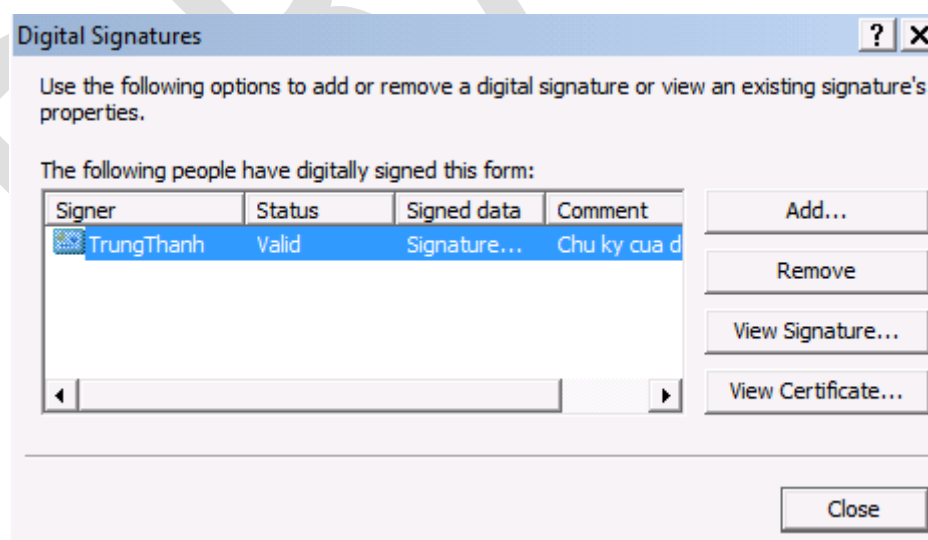 Digital Signatures
Use the following options to add or remove a digital signature or view an existing signature's
properties.
The following people have digitally signed this form:
Signer Status Signed data Comment
TrungThanh Valid Signature... Chu ky cua d
Add...
Remove
View Signature...
View Certificate...
Close